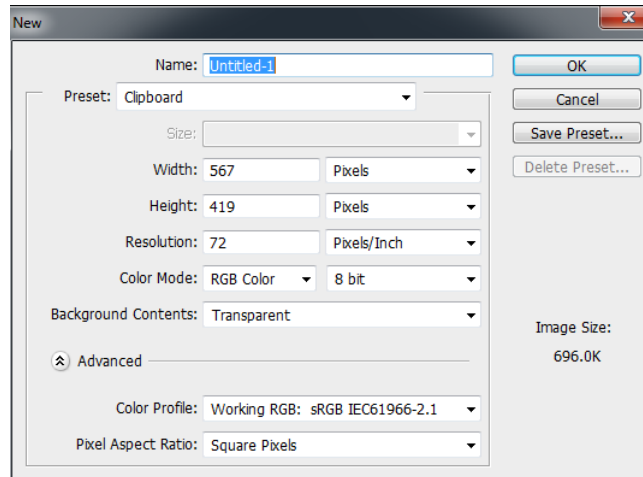 New
Name: Untitled-1
OK
Preset: Clipboard
Cancel
Size:
Save Preset...
Width: 567 Pixels
Delete Preset...
Height: 419 Pixels
Resolution: 72 Pixels/Inch
Color Mode: RGB Color 8 bit
Background Contents: Transparent
Image Size:
696.0K
Advanced
Color Profile: Working RGB: sRGB IEC61966-2.1
Pixel Aspect Ratio: Square Pixels